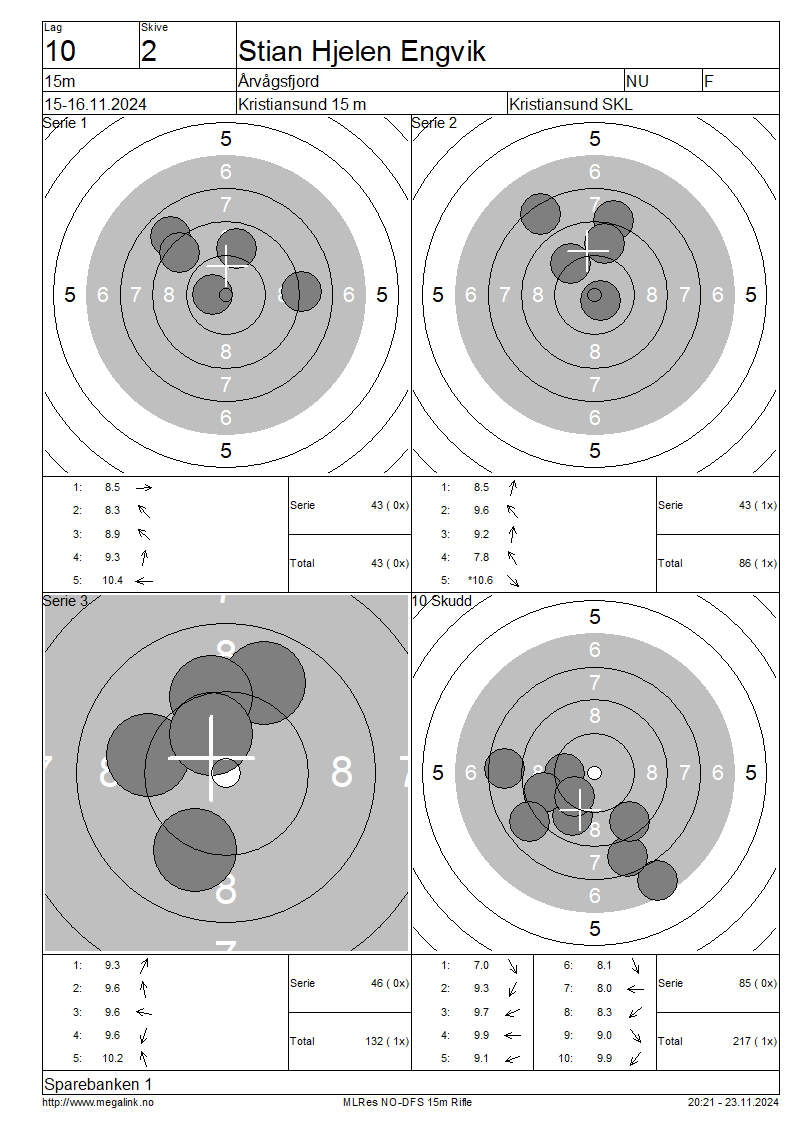 Lag
Skive
10
2
Stian Hjelen Engvik
15m
Årvågsfjord
NU
F
15-16.11.2024
Kristiansund 15 m
Kristiansund SKL
Serie 1
5
6
7
5 6 7 8 8 6 5
8
7
6
5
1: 8.5
2: 8.3
3: 8.9
4: 9.3
5: 10.4
Serie 43 ( 0x)
Total 43 ( 0x)
Serie 2
5
6
7
5 6 7 8 8 7 6 5
8
7
6
5
1: 8.5
2: 9.6
3: 9.2
4: 7.8
5: *10.6
Serie 43 ( 1x)
Total 86 ( 1x)
Serie 3
7
8
7 8 8 7
8
7
1: 9.3
2: 9.6
3: 9.6
4: 9.6
5: 10.2
Serie 46 ( 0x)
Total 132 ( 1x)
10 Skudd
5
6
7
8
5 6 8 8 7 6 5
8
7
6
5
1: 7.0
2: 9.3
3: 9.7
4: 9.9
5: 9.1
6: 8.1
7: 8.0
8: 8.3
9: 9.0
10: 9.9
Serie 85 ( 0x)
Total 217 ( 1x)
Sparebanken 1
http://www.megalink.no
MLRes NO-DFS 15m Rifle
20:21 - 23.11.2024